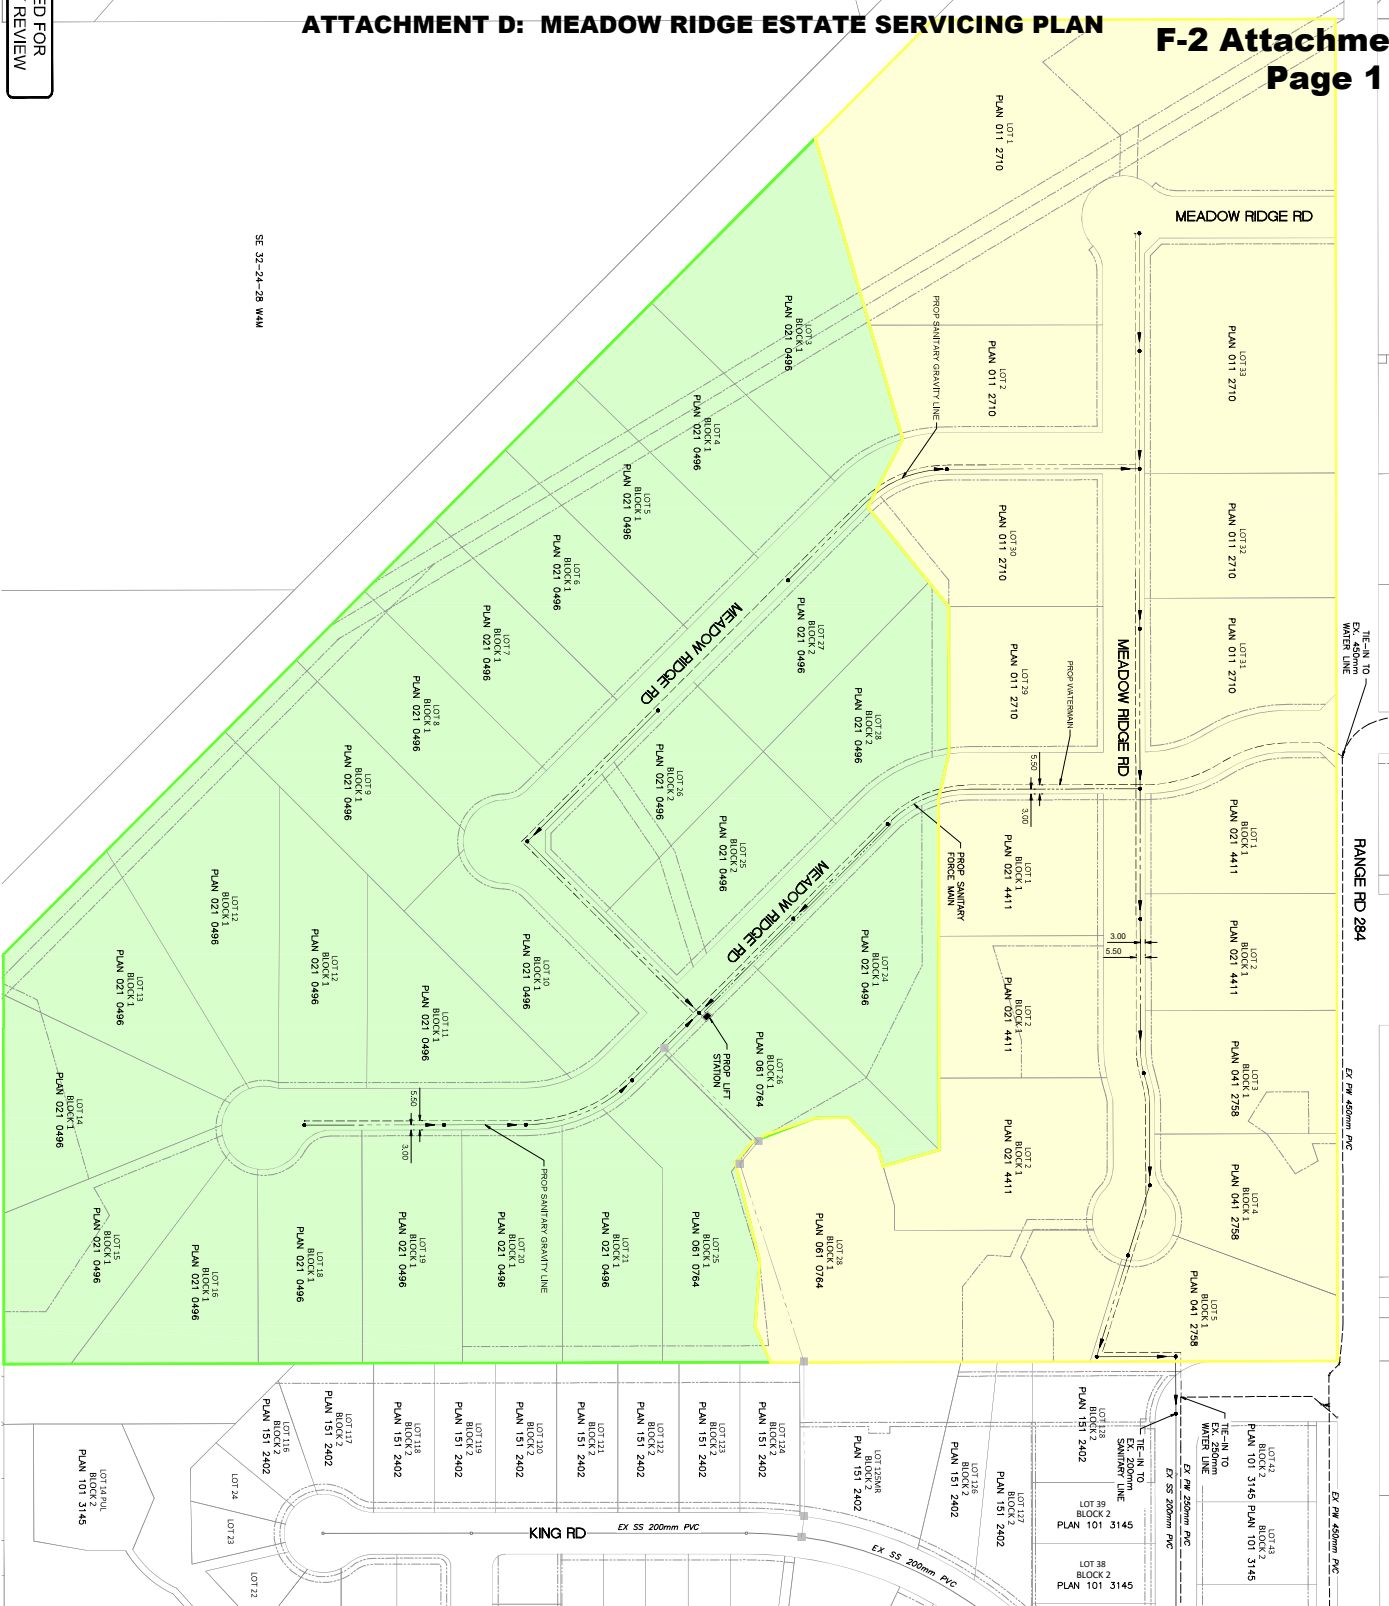 ATTACHMENT D:  MEADOW RIDGE ESTATE SERVICING PLAN
F-2 Attachme
Page 1
ED FOR
REVIEW
SE 32-24-28 W4M
LOT 1
PLAN 011 2710
MEADOW RIDGE RD
LOT 3
BLOCK 1
PLAN 021 0496
PROP SANITARY GRAVITY LINE
LOT 2
PLAN 011 2710
LOT 33
PLAN 011 2710
LOT 4
BLOCK 1
PLAN 021 0496
LOT 5
BLOCK 1
PLAN 021 0496
LOT 6
BLOCK 1
PLAN 021 0496
LOT 30
PLAN 011 2710
LOT 32
PLAN 011 2710
LOT 7
BLOCK 1
PLAN 021 0496
MEADOW RIDGE RD
LOT 27
BLOCK 2
PLAN 021 0496
LOT 29
PLAN 011 2710
PROP WATERMAIN
MEADOW RIDGE RD
LOT 31
PLAN 011 2710
TIE-IN TO
EX. 450mm
WATER LINE
LOT 8
BLOCK 1
PLAN 021 0496
LOT 28
BLOCK 2
PLAN 021 0496
LOT 9
BLOCK 1
PLAN 021 0496
LOT 26
BLOCK 2
PLAN 021 0496
5.50
3.00
LOT 25
BLOCK 2
PLAN 021 0496
MEADOW RIDGE RD
PROP SANITARY
FORCE MAIN
LOT 1
BLOCK 1
PLAN 021 4411
LOT 1
BLOCK 1
PLAN 021 4411
RANGE RD 284
LOT 12
BLOCK 1
PLAN 021 0496
LOT 12
BLOCK 1
PLAN 021 0496
LOT 10
BLOCK 1
PLAN 021 0496
LOT 24
BLOCK 1
PLAN 021 0496
3.00
5.50
LOT 2
BLOCK 1
PLAN 021 4411
LOT 13
BLOCK 1
PLAN 021 0496
LOT 11
BLOCK 1
PLAN 021 0496
LOT 2
BLOCK 1
PLAN 021 4411
PROP LIFT
STATION
LOT 26
BLOCK 1
PLAN 061 0764
LOT 3
BLOCK 1
PLAN 041 2758
EX PW 450mm PVC
LOT 14
BLOCK 1
PLAN 021 0496
5.50
3.00
LOT 2
BLOCK 1
PLAN 021 4411
LOT 4
BLOCK 1
PLAN 041 2758
PROP SANITARY GRAVITY LINE
LOT 15
BLOCK 1
PLAN 021 0496
LOT 16
BLOCK 1
PLAN 021 0496
LOT 18
BLOCK 1
PLAN 021 0496
LOT 19
BLOCK 1
PLAN 021 0496
LOT 20
BLOCK 1
PLAN 021 0496
LOT 21
BLOCK 1
PLAN 021 0496
LOT 25
BLOCK 1
PLAN 061 0764
LOT 28
BLOCK 1
PLAN 061 0764
LOT 5
BLOCK 1
PLAN 041 2758
LOT 116
BLOCK 2
PLAN 151 2402
LOT 117
BLOCK 2
PLAN 151 2402
LOT 118
BLOCK 2
PLAN 151 2402
LOT 119
BLOCK 2
PLAN 151 2402
LOT 120
BLOCK 2
PLAN 151 2402
LOT 121
BLOCK 2
PLAN 151 2402
LOT 122
BLOCK 2
PLAN 151 2402
LOT 123
BLOCK 2
PLAN 151 2402
LOT 124
BLOCK 2
PLAN 151 2402
LOT 125MR
BLOCK 2
PLAN 151 2402
LOT 126
BLOCK 2
PLAN 151 2402
LOT 127
BLOCK 2
PLAN 151 2402
LOT 128
BLOCK 2
PLAN 151 2402
TIE-IN TO
EX. 200mm
SANITARY LINE
TIE-IN TO
EX. 250mm
WATER LINE
LOT 42
BLOCK 2
PLAN 101 3145
LOT 43
BLOCK 2
PLAN 101 3145
LOT 14 PUL
BLOCK 2
PLAN 101 3145
LOT 24
LOT 23
LOT 22
KING RD
EX SS 200mm PVC
EX SS 200mm PVC
LOT 39
BLOCK 2
PLAN 101 3145
LOT 38
BLOCK 2
PLAN 101 3145
EX SS 200mm PVC
EX PW 250mm PVC
EX PW 450mm PVC